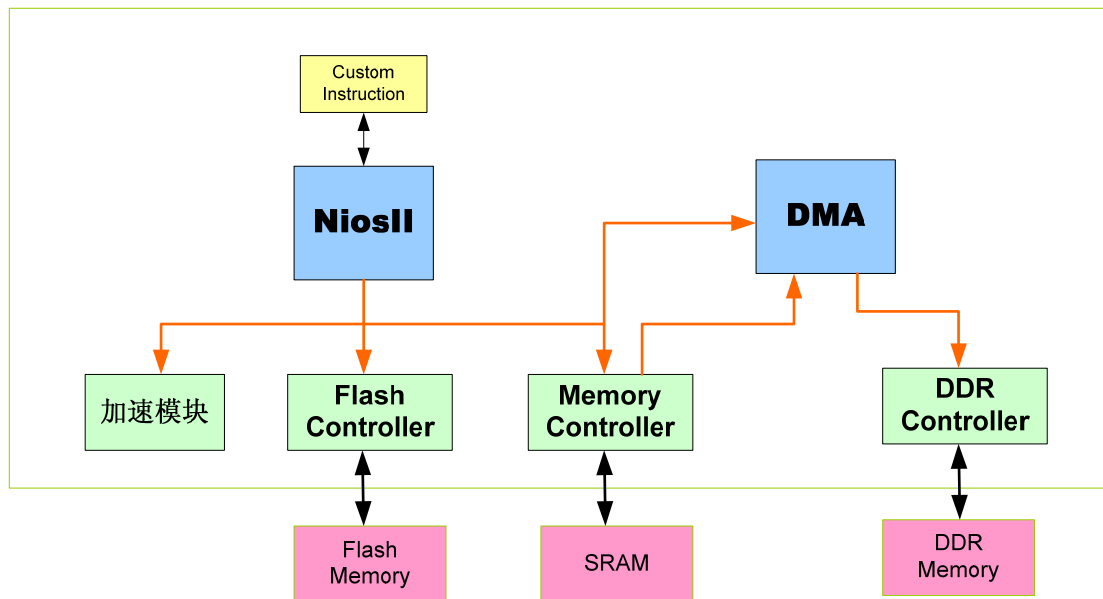 Custom
Instruction
NiosII
DMA
加速模块
Flash
Controller
Memory
Controller
DDR
Controller
Flash
Memory
SRAM
DDR
Memory